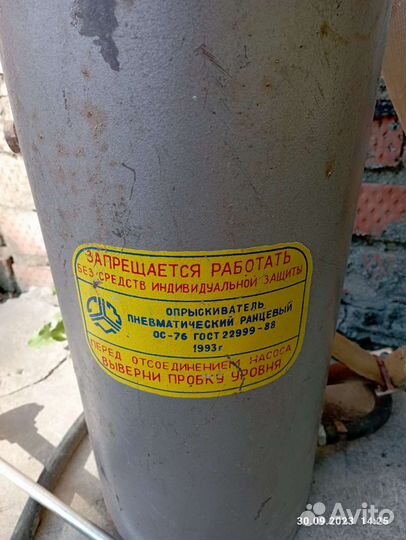 ЗАПРЕЩАЕТСЯ РАБОТАТЬ
БЕЗ СРЕДСТВ ИНДИВИДУАЛЬНОЙ ЗАЩИТЫ
ОПРЫСКИВАТЕЛЬ
ПНЕВМАТИЧЕСКИЙ РАНЦЕВЫЙ
ОС-76 ГОСТ 22999-88
1993г
ПЕРЕД ОТСОЕДИНЕНИЕМ НАСОСА
ВЫВЕРНИ ПРОБКУ УРОВНЯ
30.09.2023 14:25
Avito